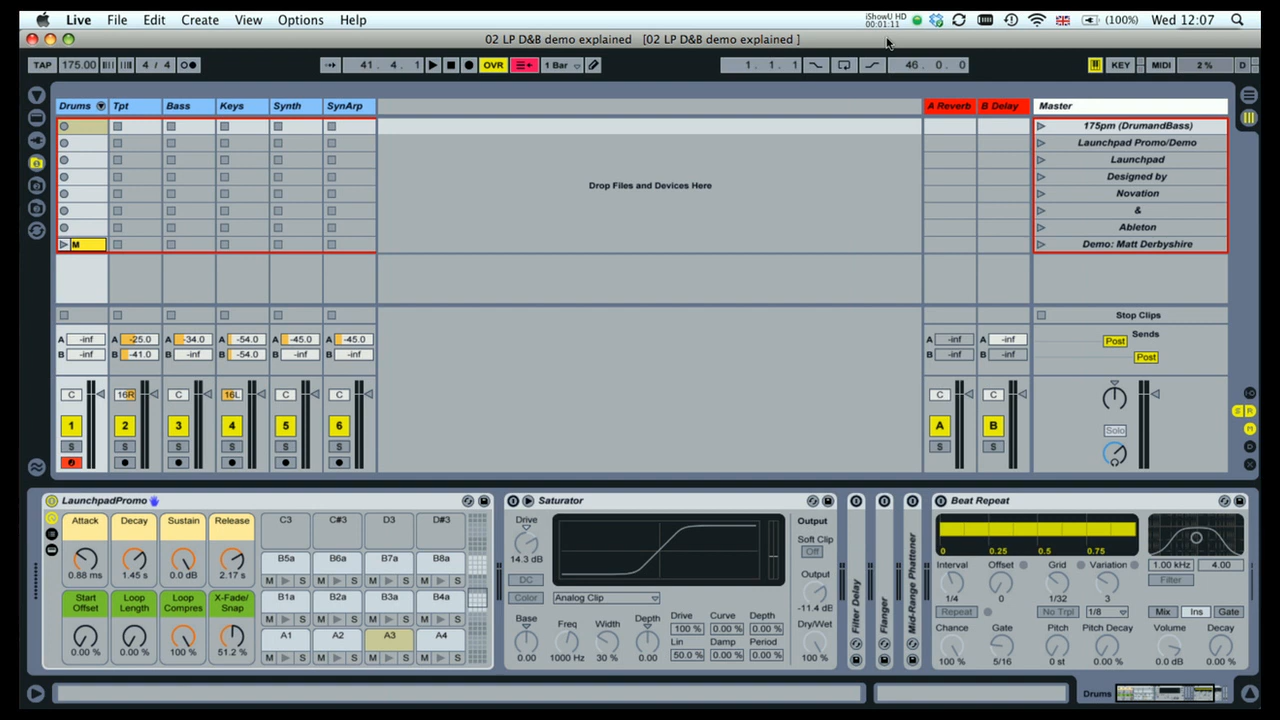 Live File Edit Create View Options Help iShowU HD 00:01:11 (100%) Wed 12:07
02 LP D&B demo explained [02 LP D&B demo explained ]
TAP 175.00 4 / 4 41. 4. 1 OVR 1 Bar 1. 1. 1 46. 0. 0 KEY MIDI 2 % D
Drums Tpt Bass Keys Synth SynArp A Reverb B Delay Master
175pm (DrumandBass)
Launchpad Promo/Demo
Launchpad
Drop Files and Devices Here
Designed by
Novation
&
Ableton
M Demo: Matt Derbyshire
Stop Clips
Sends
A -inf A -25.0 A -34.0 A -54.0 A -45.0 A -45.0 A -inf A -inf Post
B -inf B -41.0 B -inf B -54.0 B -inf B -inf B -inf B -inf Post
C 16R C 16L C C C C
1 2 3 4 5 6 A B Solo
S S S S S S S S
LaunchpadPromo Saturator Beat Repeat
Attack Decay Sustain Release C3 C#3 D3 D#3
0.88 ms 1.45 s 0.0 dB 2.17 s
B5a B6a B7a B8a
M S M S M S M S
Start Offset Loop Length Loop Compres X-Fade/ Snap
B1a B2a B3a B4a
M S M S M S M S
A1 A2 A3 A4
0.00 % 0.00 % 100 % 51.2 %
M S M S M S M S
Drive 14.3 dB DC Color Analog Clip
Base Freq Width Depth
0.00 1000 Hz 30 % 0.00
Drive Curve Depth
100 % 0.00 % 0.00 %
Lin Damp Period
50.0 % 0.00 % 0.00 %
Output
Soft Clip
Off
Output
-11.4 dB
Dry/Wet
100 %
Filter Delay
Flanger
Mid-Range Phattener
0 0.25 0.5 0.75
1.00 kHz 4.00
Filter
Interval Offset Grid Variation
1/4 0 1/32 3
Repeat No Trpl 1/8 Mix Ins Gate
Chance Gate Pitch Pitch Decay Volume Decay
100 % 5/16 0 st 0.00 % 0.0 dB 0.00 %
Drums